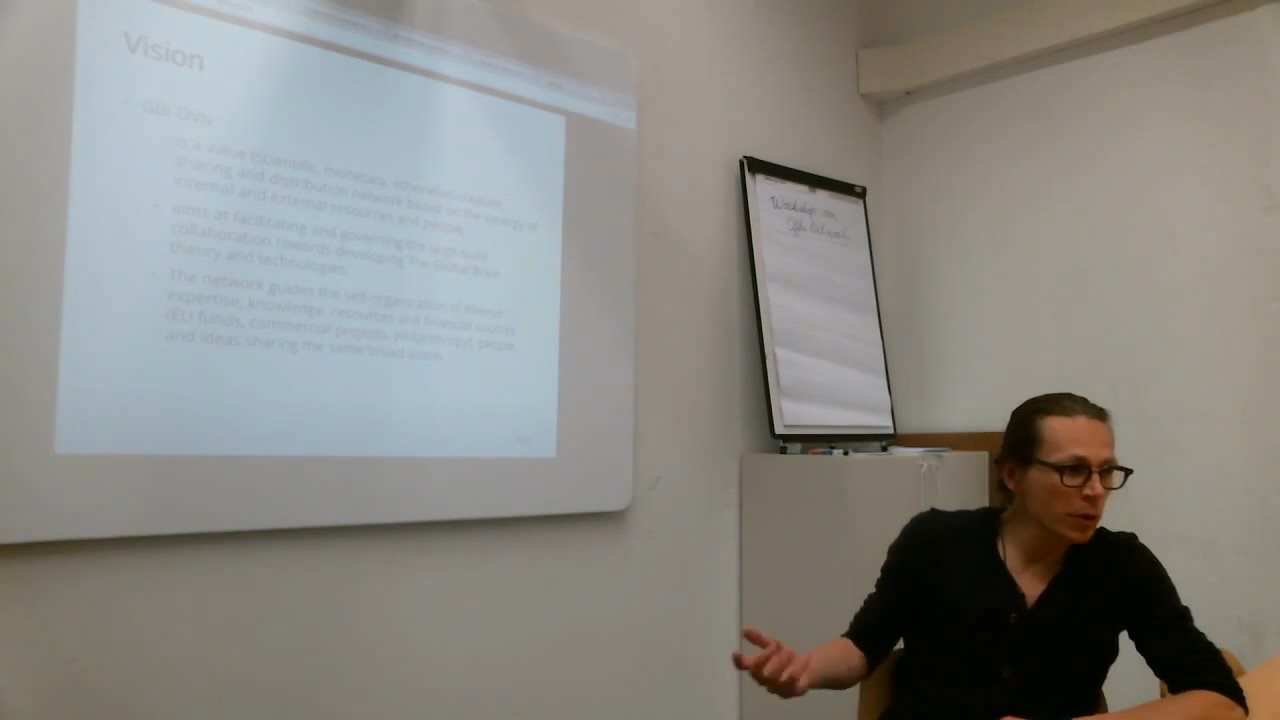 Vision
GBI-OVN
is a value (scientific, monetary, otherwise) creation,
sharing and distribution network based on the synergy of
internal and external resources and people.
aims at facilitating and governing the large scale
collaboration towards developing The Global Brain
theory and technologies.
The network guides the self-organization of diverse
expertise, knowledge, resources and financial sources
(EU funds, commercial projects, philanthropy), people
and ideas sharing the same broad vision.
Workshop on